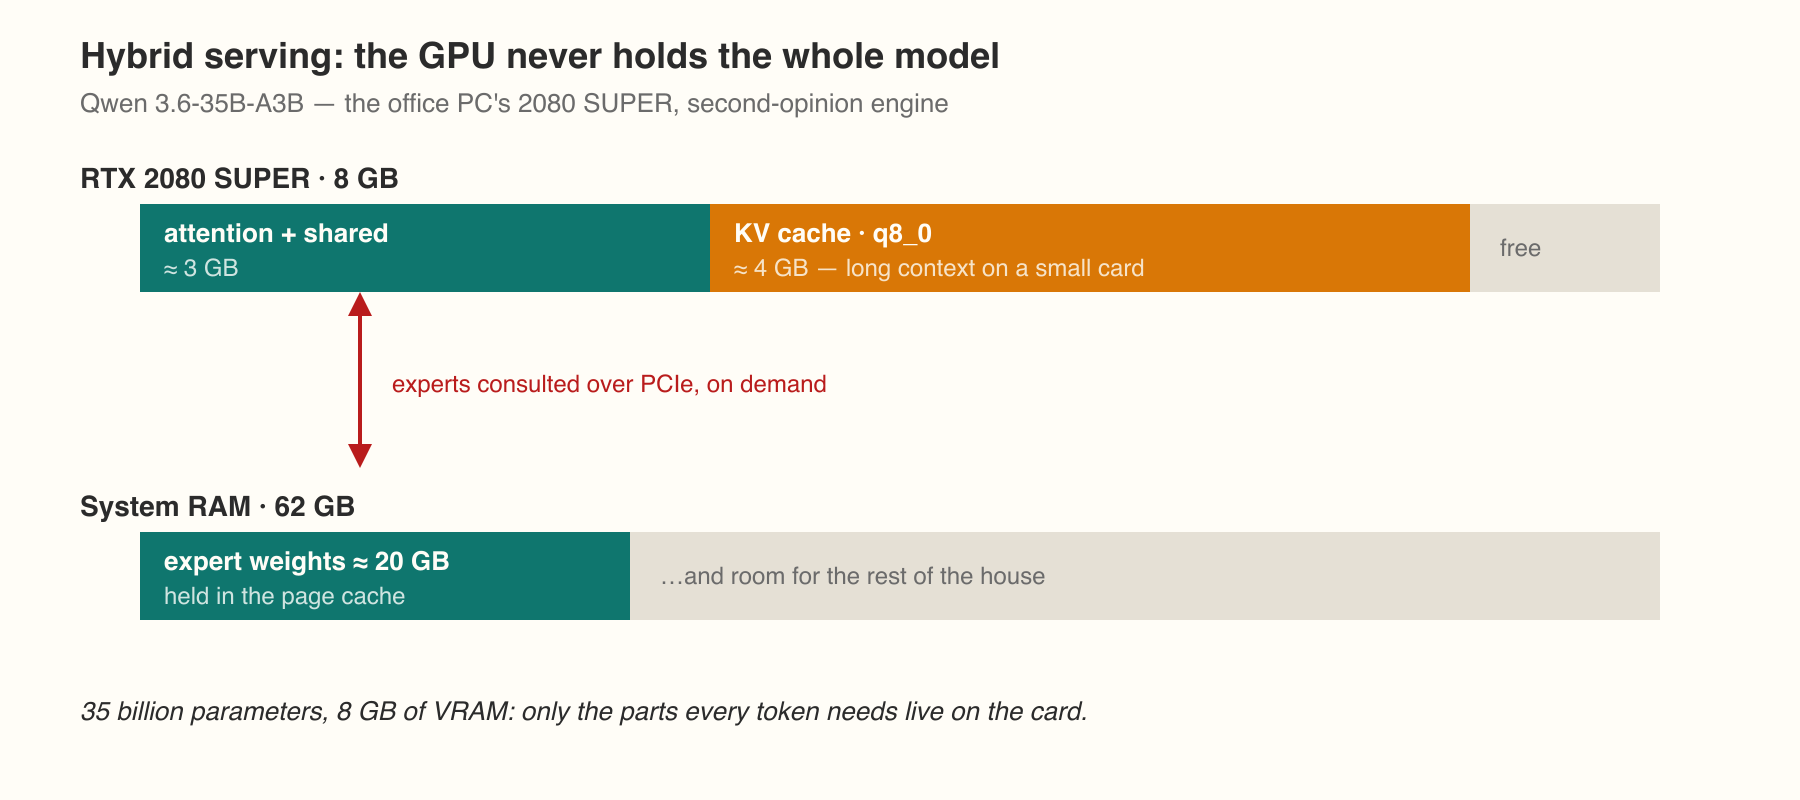 Hybrid serving: the GPU never holds the whole model
Qwen 3.6-35B-A3B — the office PC's 2080 SUPER, second-opinion engine
RTX 2080 SUPER · 8 GB
attention + shared
≈ 3 GB
KV cache · q8_0
≈ 4 GB — long context on a small card
free
experts consulted over PCIe, on demand
System RAM · 62 GB
expert weights ≈ 20 GB
held in the page cache
…and room for the rest of the house
35 billion parameters, 8 GB of VRAM: only the parts every token needs live on the card.